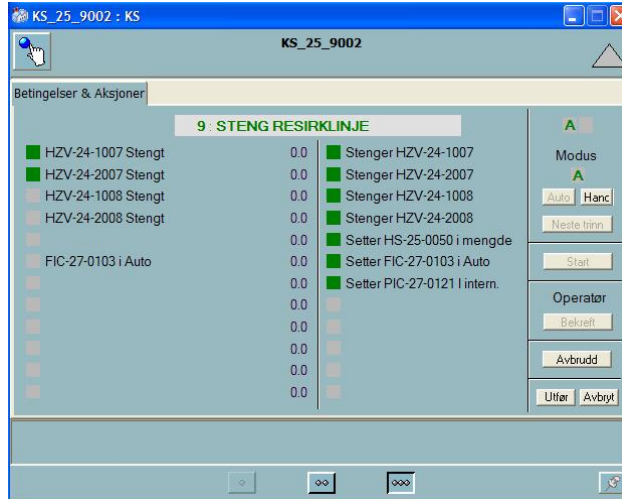 KS_25_9002 : KS
KS_25_9002
Betingelser & Aksjoner
9 : STENG RESIRKLINJE
A
HZV-24-1007 Stengt 0.0 Stenger HZV-24-1007
HZV-24-2007 Stengt 0.0 Stenger HZV-24-2007
HZV-24-1008 Stengt 0.0 Stenger HZV-24-1008
HZV-24-2008 Stengt 0.0 Stenger HZV-24-2008
0.0 Setter HS-25-0050 i mengde
FIC-27-0103 i Auto 0.0 Setter FIC-27-0103 i Auto
0.0 Setter PIC-27-0121 I intern.
0.0
0.0
0.0
0.0
0.0
Modus
A
Auto Hanc
Neste trinn
Start
Operatør
Bekreft
Avbrudd
Utfør Avbryt